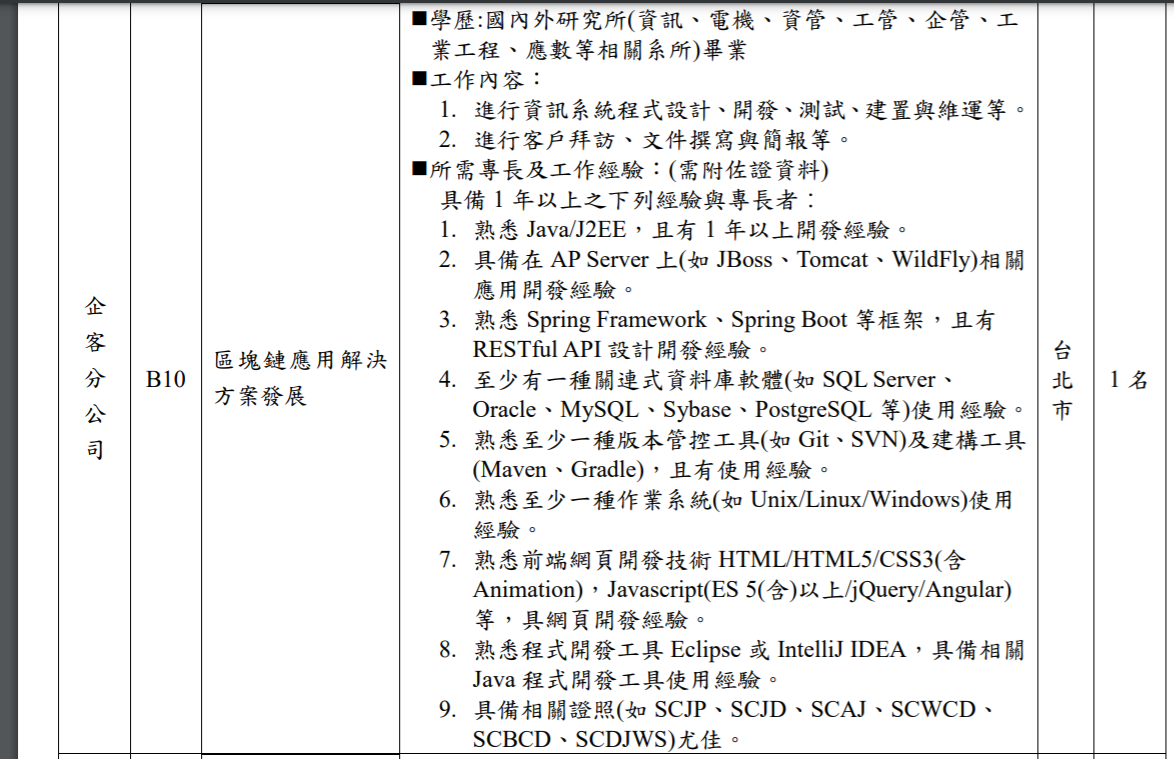 企
客
分
公
司
B10
區塊鏈應用解決
方案發展
■學歷:國內外研究所(資訊、電機、資管、工管、企管、工
業工程、應數等相關系所)畢業
■工作內容：
1. 進行資訊系統程式設計、開發、測試、建置與維運等。
2. 進行客戶拜訪、文件撰寫與簡報等。
■所需專長及工作經驗：(需附佐證資料)
具備 1 年以上之下列經驗與專長者：
1. 熟悉 Java/J2EE，且有 1 年以上開發經驗。
2. 具備在 AP Server 上(如 JBoss、Tomcat、WildFly)相關
應用開發經驗。
3. 熟悉 Spring Framework、Spring Boot 等框架，且有
RESTful API 設計開發經驗。
4. 至少有一種關連式資料庫軟體(如 SQL Server、
Oracle、MySQL、Sybase、PostgreSQL 等)使用經驗。
5. 熟悉至少一種版本管控工具(如 Git、SVN)及建構工具
(Maven、Gradle)，且有使用經驗。
6. 熟悉至少一種作業系統(如 Unix/Linux/Windows)使用
經驗。
7. 熟悉前端網頁開發技術 HTML/HTML5/CSS3(含
Animation)，Javascript(ES 5(含)以上/jQuery/Angular)
等，具網頁開發經驗。
8. 熟悉程式開發工具 Eclipse 或 IntelliJ IDEA，具備相關
Java 程式開發工具使用經驗。
9. 具備相關證照(如 SCJP、SCJD、SCAJ、SCWCD、
SCBCD、SCDJWS)尤佳。
台
北
市
1 名